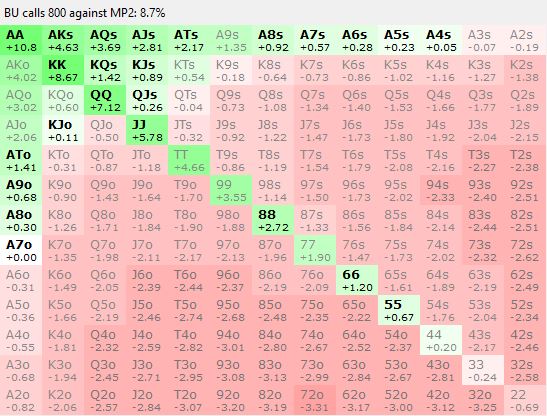 BU calls 800 against MP2: 8.7%
AA AKs AQs AJs ATs A9s A8s A7s A6s A5s A4s A3s A2s
+10.8 +4.63 +3.69 +2.81 +2.17 +1.35 +0.92 +0.57 +0.28 +0.23 +0.05 -0.07 -0.19
AKo KK KQs KJs KTs K9s K8s K7s K6s K5s K4s K3s K2s
+4.02 +8.67 +1.42 +0.89 +0.54 -0.18 -0.64 -0.73 -0.86 -1.02 -1.16 -1.27 -1.38
AQo KQo QQ QJs QTs Q9s Q8s Q7s Q6s Q5s Q4s Q3s Q2s
+3.02 +0.60 +7.12 +0.26 -0.04 -0.73 -1.08 -1.34 -1.40 -1.53 -1.66 -1.77 -1.89
AJo KJo QJo JJ JTs J9s J8s J7s J6s J5s J4s J3s J2s
+2.06 +0.11 -0.50 +5.78 -0.32 -0.92 -1.22 -1.47 -1.73 -1.80 -1.92 -2.04 -2.15
ATo KTo QTo JTo TT T9s T8s T7s T6s T5s T4s T3s T2s
+1.41 -0.31 -0.87 -1.18 +4.66 -0.86 -1.19 -1.54 -1.79 -2.08 -2.16 -2.27 -2.38
A9o K9o Q9o J9o T9o 99 98s 97s 96s 95s 94s 93s 92s
+0.68 -0.90 -1.43 -1.64 -1.70 +3.55 -1.14 -1.50 -1.73 -2.02 -2.33 -2.40 -2.51
A8o K8o Q8o J8o T8o 98o 88 87s 86s 85s 84s 83s 82s
+0.30 -1.26 -1.71 -1.84 -1.90 -1.88 +2.72 -1.33 -1.56 -1.84 -2.14 -2.44 -2.51
A7o K7o Q7o J7o T7o 97o 87o 77 76s 75s 74s 73s 72s
+0.00 -1.35 -1.98 -2.11 -2.17 -2.13 -1.96 +1.90 -1.48 -1.71 -2.02 -2.32 -2.62
A6o K6o Q6o J6o T6o 96o 86o 76o 66 65s 64s 63s 62s
-0.31 -1.49 -2.05 -2.39 -2.44 -2.37 -2.19 -2.09 +1.20 -1.61 -1.89 -2.19 -2.49
A5o K5o Q5o J5o T5o 95o 85o 75o 65o 55 54s 53s 52s
-0.36 -1.66 -2.19 -2.46 -2.74 -2.68 -2.48 -2.35 -2.22 +0.67 -1.76 -2.04 -2.34
A4o K4o Q4o J4o T4o 94o 84o 74o 64o 54o 44 43s 42s
-0.55 -1.81 -2.32 -2.59 -2.82 -3.01 -2.80 -2.67 -2.52 -2.37 +0.20 -2.17 -2.46
A3o K3o Q3o J3o T3o 93o 83o 73o 63o 53o 43o 33 32s
-0.68 -1.94 -2.45 -2.71 -2.95 -3.08 -3.13 -2.99 -2.84 -2.67 -2.81 -0.24 -2.58
A2o K2o Q2o J2o T2o 92o 82o 72o 62o 52o 42o 32o 22
-0.82 -2.06 -2.57 -2.84 -3.07 -3.20 -3.19 -3.31 -3.17 -3.00 -3.12 -3.25 -0.69